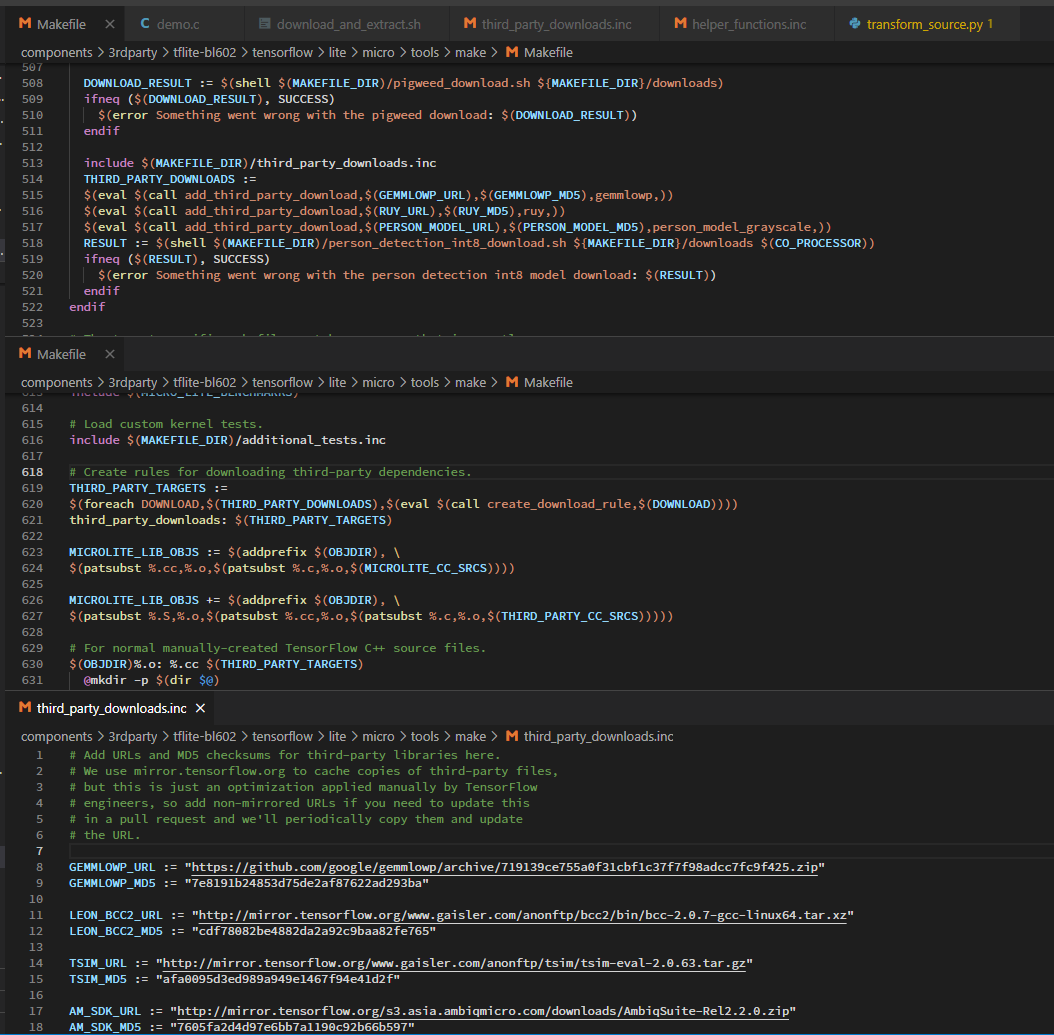 Makefile
demo.c
download_and_extract.sh
third_party_downloads.inc
helper_functions.inc
transform_source.py 1
components > 3rdparty > tflite-bl602 > tensorflow > lite > micro > tools > make > Makefile
507
508 DOWNLOAD_RESULT := $(shell $(MAKEFILE_DIR)/pigweed_download.sh ${MAKEFILE_DIR}/downloads)
509 ifneq ($(DOWNLOAD_RESULT), SUCCESS)
510 $(error Something went wrong with the pigweed download: $(DOWNLOAD_RESULT))
511 endif
512
513 include $(MAKEFILE_DIR)/third_party_downloads.inc
514 THIRD_PARTY_DOWNLOADS :=
515 $(eval $(call add_third_party_download,$(GEMMLOWP_URL),$(GEMMLOWP_MD5),gemmlowp,))
516 $(eval $(call add_third_party_download,$(RUY_URL),$(RUY_MD5),ruy,))
517 $(eval $(call add_third_party_download,$(PERSON_MODEL_URL),$(PERSON_MODEL_MD5),person_model_grayscale,))
518 RESULT := $(shell $(MAKEFILE_DIR)/person_detection_int8_download.sh ${MAKEFILE_DIR}/downloads $(CO_PROCESSOR))
519 ifneq ($(RESULT), SUCCESS)
520 $(error Something went wrong with the person detection int8 model download: $(RESULT))
521 endif
522 endif
523
Makefile
components > 3rdparty > tflite-bl602 > tensorflow > lite > micro > tools > make > Makefile
613 include $(MICRO_LITE_BENCHMARKS)
614
615 # Load custom kernel tests.
616 include $(MAKEFILE_DIR)/additional_tests.inc
617
618 # Create rules for downloading third-party dependencies.
619 THIRD_PARTY_TARGETS :=
620 $(foreach DOWNLOAD,$(THIRD_PARTY_DOWNLOADS),$(eval $(call create_download_rule,$(DOWNLOAD))))
621 third_party_downloads: $(THIRD_PARTY_TARGETS)
622
623 MICROLITE_LIB_OBJS := $(addprefix $(OBJDIR), \
624 $(patsubst %.cc,%.o,$(patsubst %.c,%.o,$(MICROLITE_CC_SRCS))))
625
626 MICROLITE_LIB_OBJS += $(addprefix $(OBJDIR), \
627 $(patsubst %.S,%.o,$(patsubst %.cc,%.o,$(patsubst %.c,%.o,$(THIRD_PARTY_CC_SRCS)))))
628
629 # For normal manually-created TensorFlow C++ source files.
630 $(OBJDIR)%.o: %.cc $(THIRD_PARTY_TARGETS)
631 @mkdir -p $(dir $@)
third_party_downloads.inc
components > 3rdparty > tflite-bl602 > tensorflow > lite > micro > tools > make > third_party_downloads.inc
1 # Add URLs and MD5 checksums for third-party libraries here.
2 # We use mirror.tensorflow.org to cache copies of third-party files,
3 # but this is just an optimization applied manually by TensorFlow
4 # engineers, so add non-mirrored URLs if you need to update this
5 # in a pull request and we'll periodically copy them and update
6 # the URL.
7
8 GEMMLOWP_URL := "https://github.com/google/gemmlowp/archive/719139ce755a0f31cbf1c37f7f98adcc7fc9f425.zip"
9 GEMMLOWP_MD5 := "7e8191b24853d75de2af87622ad293ba"
10
11 LEON_BCC2_URL := "http://mirror.tensorflow.org/www.gaisler.com/anonftp/bcc2/bin/bcc-2.0.7-gcc-linux64.tar.xz"
12 LEON_BCC2_MD5 := "cdf78082be4882da2a92c9baa82fe765"
13
14 TSIM_URL := "http://mirror.tensorflow.org/www.gaisler.com/anonftp/tsim/tsim-eval-2.0.63.tar.gz"
15 TSIM_MD5 := "afa0095d3ed989a949e1467f94e41d2f"
16
17 AM_SDK_URL := "http://mirror.tensorflow.org/s3.asia.ambiqmicro.com/downloads/AmbiqSuite-Rel2.2.0.zip"
18 AM_SDK_MD5 := "7605fa2d4d97e6bb7a1190c92b66b597"